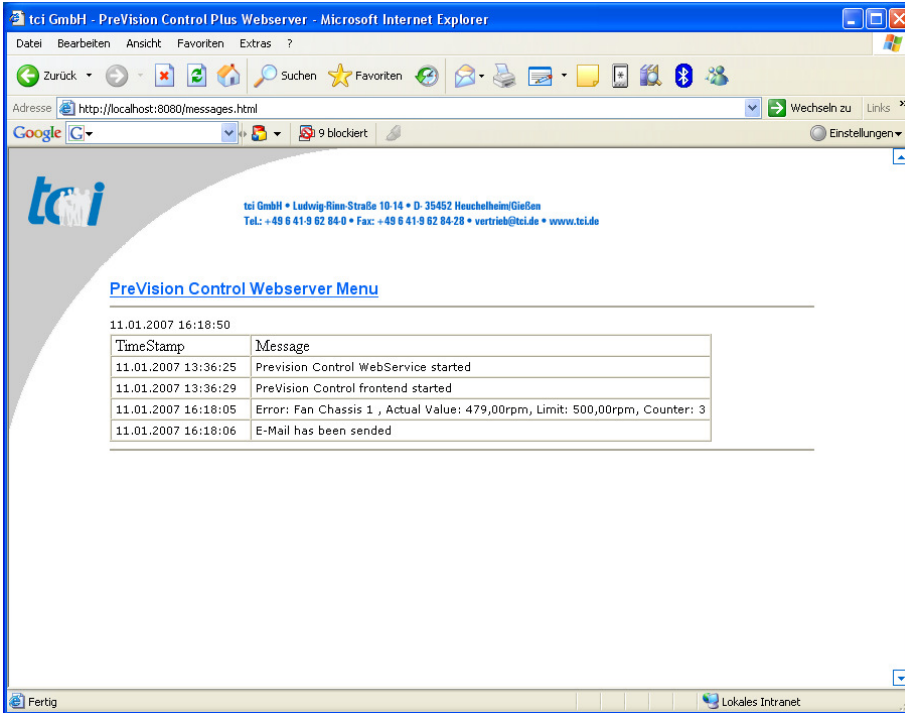 tci GmbH - PreVision Control Plus Webserver - Microsoft Internet Explorer
Datei Bearbeiten Ansicht Favoriten Extras ?
Zurück Suchen Favoriten
Adresse http://localhost:8080/messages.html Wechseln zu Links »
Google G 9 blockiert Einstellungen
tci
tci GmbH • Ludwig-Rinn-Straße 10-14 • D- 35452 Heuchelheim/Gießen
Tel.: +49 6 41-9 62 84-0 • Fax: +49 6 41-9 62 84-28 • vertrieb@tci.de • www.tci.de
PreVision Control Webserver Menu
11.01.2007 16:18:50
TimeStamp Message
11.01.2007 13:36:25 Prevision Control WebService started
11.01.2007 13:36:29 PreVision Control frontend started
11.01.2007 16:18:05 Error: Fan Chassis 1 , Actual Value: 479,00rpm, Limit: 500,00rpm, Counter: 3
11.01.2007 16:18:06 E-Mail has been sended
Fertig Lokales Intranet